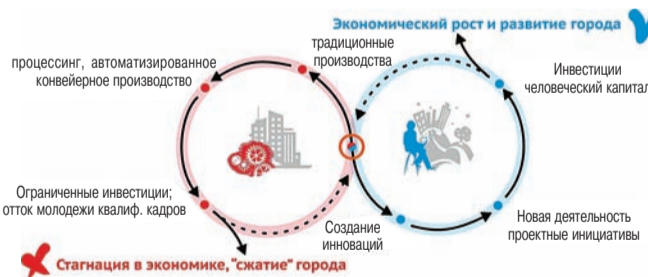 Экономический рост и развитие города
традиционные
производства
процессинг, автоматизированное
конвейерное производство
Инвестиции
человеческий капитал
Ограниченные инвестиции;
отток молодежи квалиф. кадров
Создание
инноваций
Новая деятельность
проектные инициативы
Стагнация в экономике, "сжатие" города